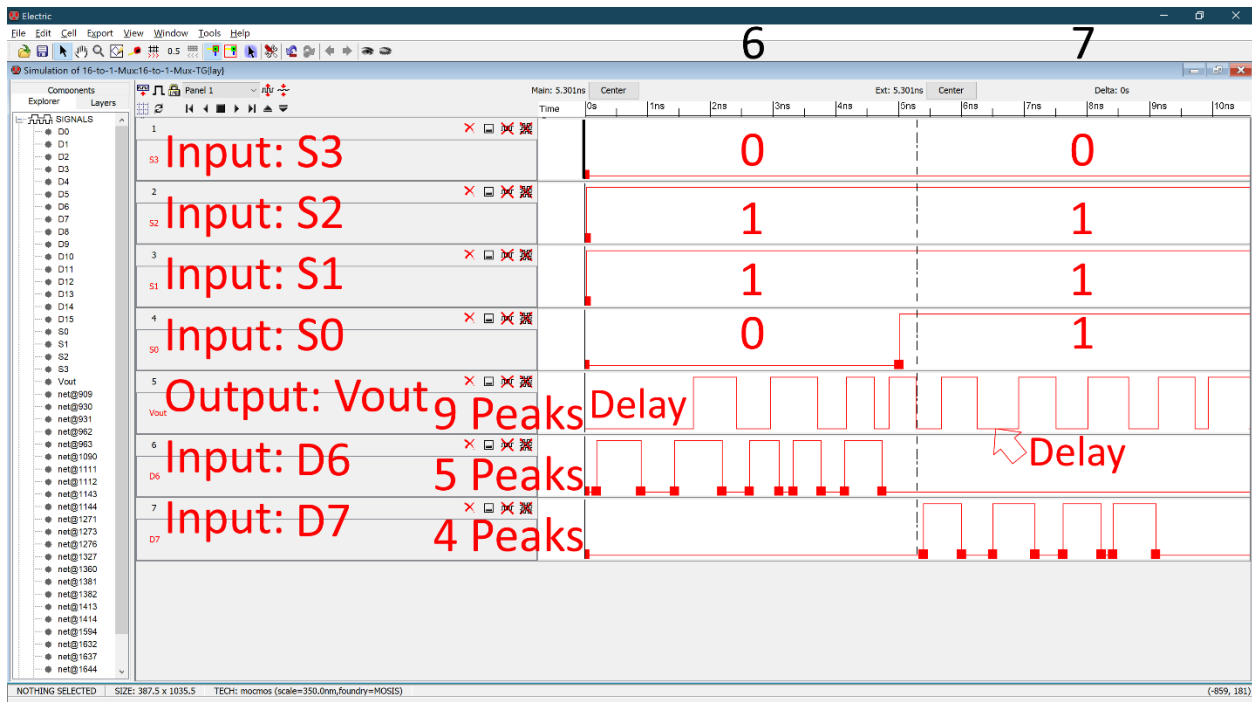 Electric
File Edit Cell Export View Window Tools Help
0.5
6
7
Simulation of 16-to-1-Mux:16-to-1-Mux-TG{lay}
Components
Explorer Layers
Panel 1
Main: 5.301ns Center
Ext: 5.301ns Center
Delta: 0s
Time 0s 1ns 2ns 3ns 4ns 5ns 6ns 7ns 8ns 9ns 10ns
SIGNALS
D0
D1
D2
D3
D4
D5
D6
D7
D8
D9
D10
D11
D12
D13
D14
D15
S0
S1
S2
S3
Vout
net@909
net@930
net@931
net@962
net@963
net@1090
net@1111
net@1112
net@1143
net@1144
net@1271
net@1273
net@1276
net@1327
net@1360
net@1381
net@1382
net@1413
net@1414
net@1594
net@1632
net@1637
net@1644
1
S3 Input: S3 0 0
2
S2 Input: S2 1 1
3
S1 Input: S1 1 1
4
S0 Input: S0 0 1
5
Vout Output: Vout 9 Peaks Delay
Delay
6
D6 Input: D6 5 Peaks
7
D7 Input: D7 4 Peaks
NOTHING SELECTED SIZE: 387.5 x 1035.5 TECH: mocmos (scale=350.0nm,foundry=MOSIS) (-859, 181)